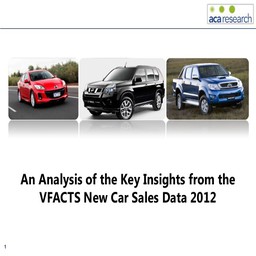 aca research
An Analysis of the Key Insights from the
VFACTS New Car Sales Data 2012
1